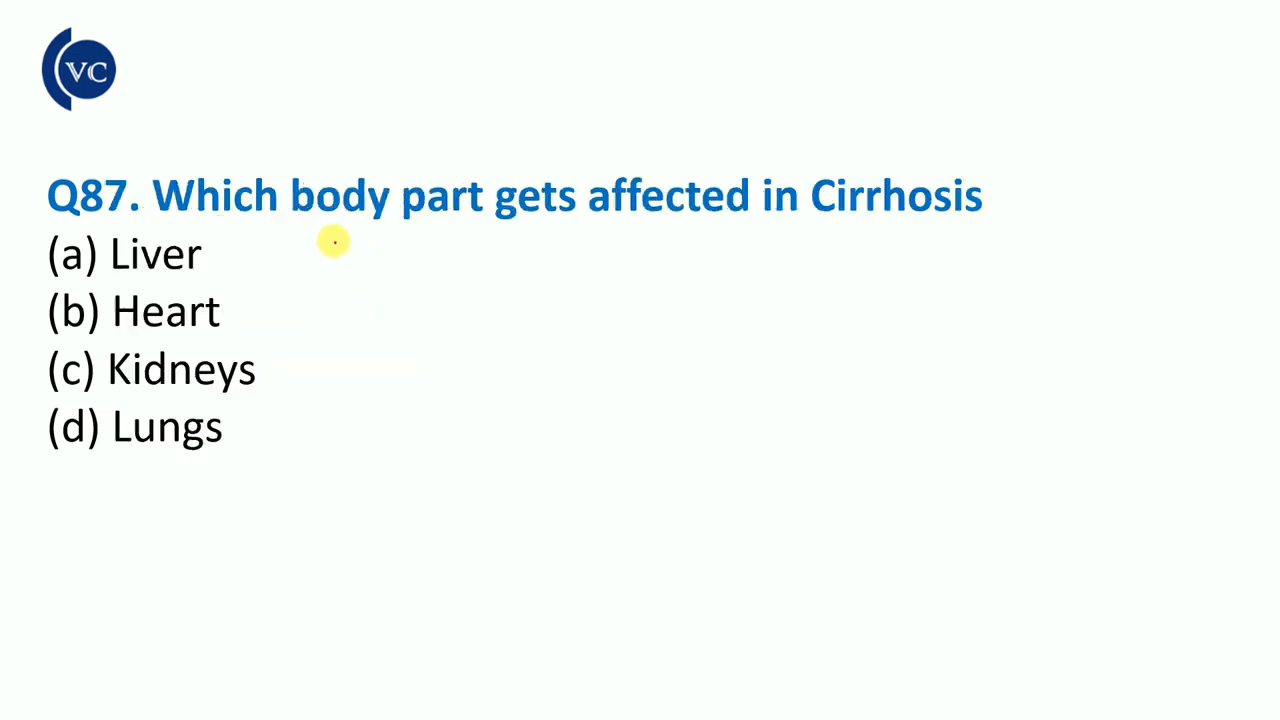 VC
Q87. Which body part gets affected in Cirrhosis
(a) Liver
(b) Heart
(c) Kidneys
(d) Lungs